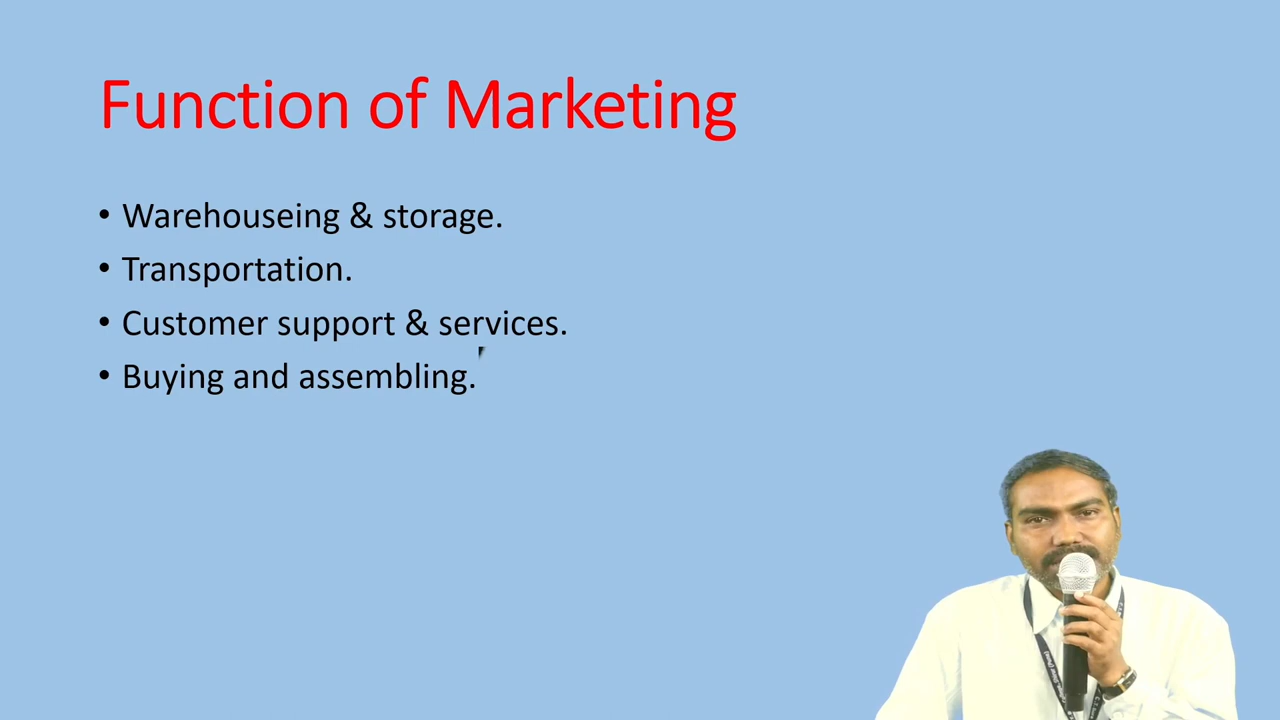 Function of Marketing
• Warehouseing & storage.
• Transportation.
• Customer support & services.
• Buying and assembling.